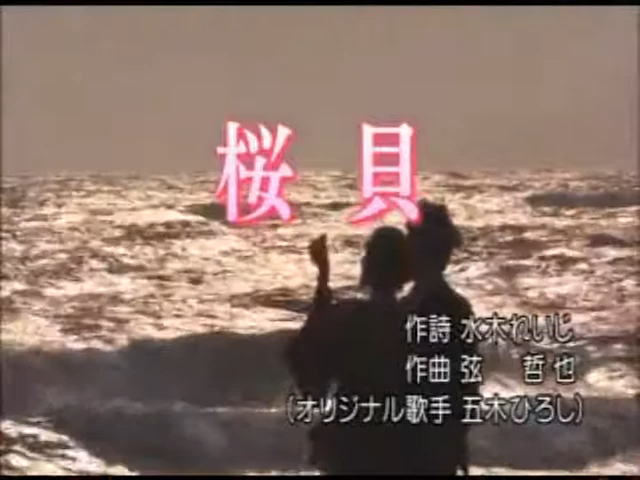 桜貝
作詩 水木れいじ
作曲 弦 哲也
(オリジナル歌手 五木ひろし)